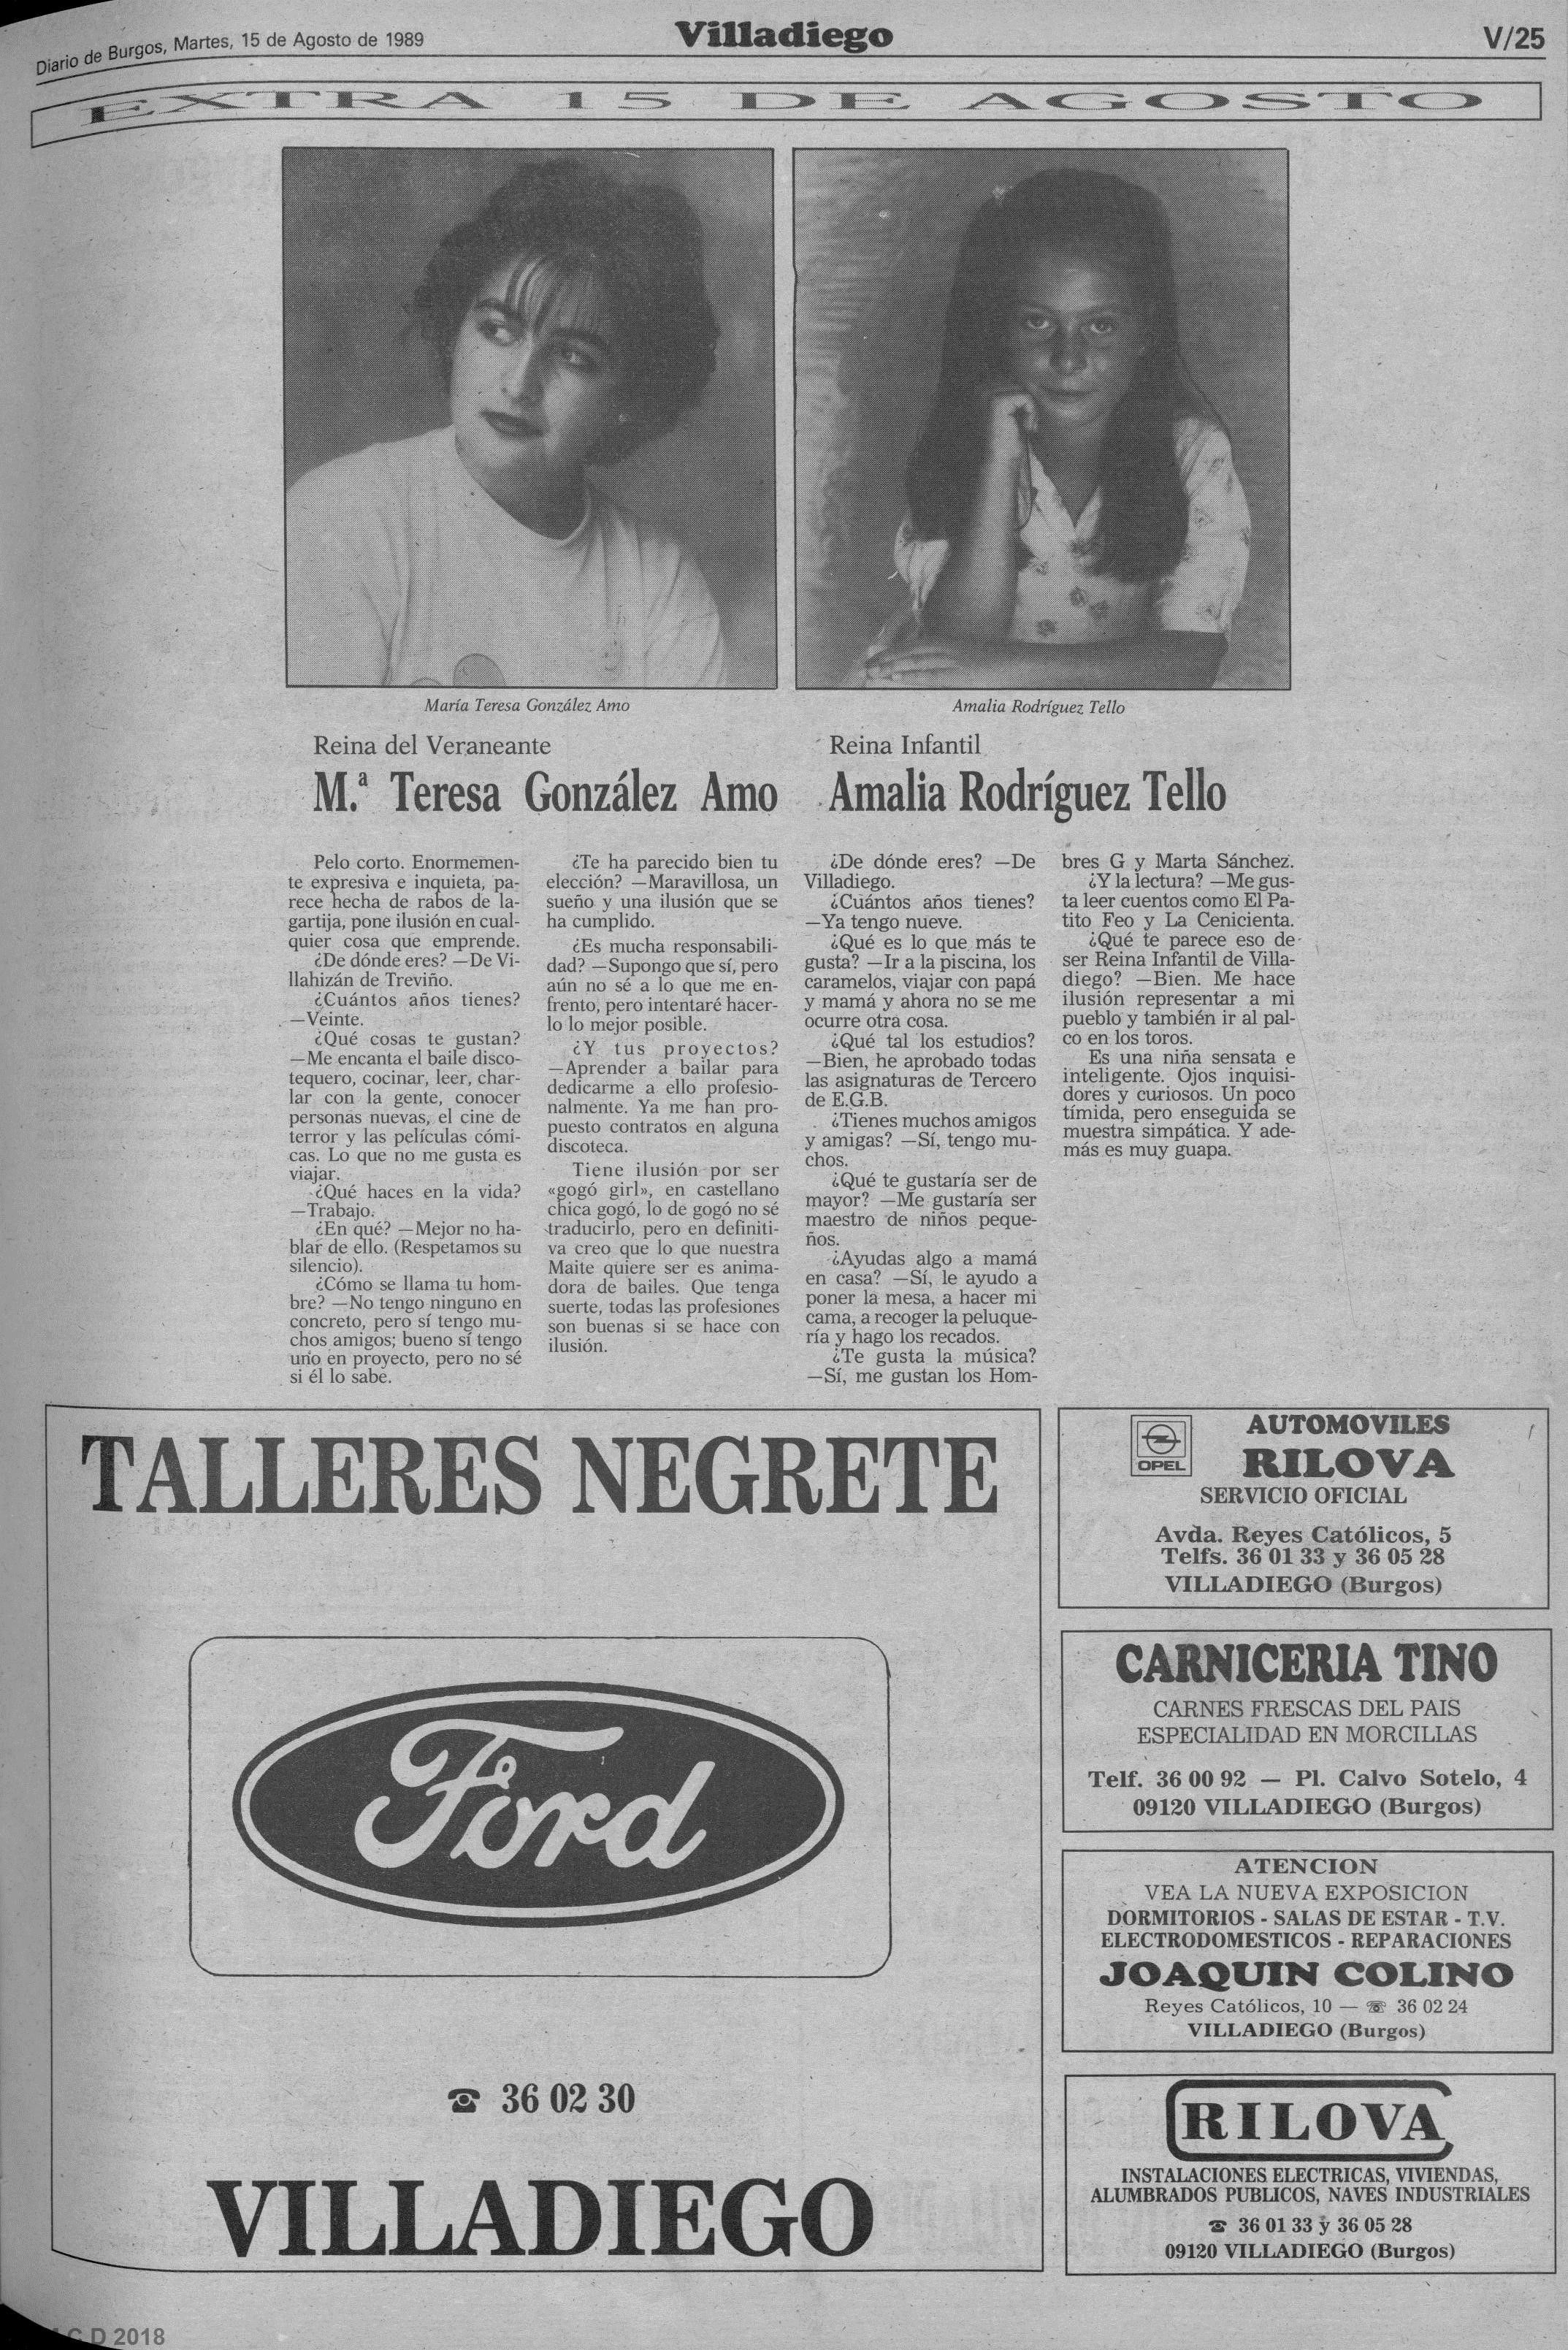 Diario de Burgos, Martes, 15 de Agosto de 1989
Villadiego
V/25
EXTRA 15 DE AGOSTO
María Teresa González Amo
Amalia Rodríguez Tello
Reina del Veraneante
M.ª Teresa González Amo
Pelo corto. Enormemen-
te expresiva e inquieta, pa-
rece hecha de rabos de la-
gartija, pone ilusión en cual-
quier cosa que emprende.
¿De dónde eres? —De Vi-
llahizán de Treviño.
¿Cuántos años tienes?
—Veinte.
¿Qué cosas te gustan?
—Me encanta el baile disco-
tequero, cocinar, leer, char-
lar con la gente, conocer
personas nuevas, el cine de
terror y las películas cómi-
cas. Lo que no me gusta es
viajar.
¿Qué haces en la vida?
—Trabajo.
¿En qué? —Mejor no ha-
blar de ello. (Respetamos su
silencio).
¿Cómo se llama tu hom-
bre? —No tengo ninguno en
concreto, pero sí tengo mu-
chos amigos; bueno sí tengo
uno en proyecto, pero no sé
si él lo sabe.
¿Te ha parecido bien tu
elección? —Maravillosa, un
sueño y una ilusión que se
ha cumplido.
¿Es mucha responsabili-
dad? —Supongo que sí, pero
aún no sé a lo que me en-
frento, pero intentaré hacer-
lo lo mejor posible.
¿Y tus proyectos?
—Aprender a bailar para
dedicarme a ello profesio-
nalmente. Ya me han pro-
puesto contratos en alguna
discoteca.
Tiene ilusión por ser
«gogó girl», en castellano
chica gogó, lo de gogó no sé
traducirlo, pero en definiti-
va creo que lo que nuestra
Maite quiere ser es anima-
dora de bailes. Que tenga
suerte, todas las profesiones
son buenas si se hace con
ilusión.
Reina Infantil
Amalia Rodríguez Tello
¿De dónde eres? —De
Villadiego.
¿Cuántos años tienes?
—Ya tengo nueve.
¿Qué es lo que más te
gusta? —Ir a la piscina, los
caramelos, viajar con papá
y mamá y ahora no se me
ocurre otra cosa.
¿Qué tal los estudios?
—Bien, he aprobado todas
las asignaturas de Tercero
de E.G.B.
¿Tienes muchos amigos
y amigas? —Sí, tengo mu-
chos.
¿Qué te gustaría ser de
mayor? —Me gustaría ser
maestro de niños peque-
ños.
¿Ayudas algo a mamá
en casa? —Sí, le ayudo a
poner la mesa, a hacer mi
cama, a recoger la peluque-
ría y hago los recados.
¿Te gusta la música?
—Sí, me gustan los Hom-
bres G y Marta Sánchez.
¿Y la lectura? —Me gus-
ta leer cuentos como El Pa-
tito Feo y La Cenicienta.
¿Qué te parece eso de
ser Reina Infantil de Villa-
diego? —Bien. Me hace
ilusión representar a mi
pueblo y también ir al pal-
co en los toros.
Es una niña sensata e
inteligente. Ojos inquisi-
dores y curiosos. Un poco
tímida, pero enseguida se
muestra simpática. Y ade-
más es muy guapa.
TALLERES NEGRETE
Ford
☎ 36 02 30
VILLADIEGO
OPEL
AUTOMOVILES
RILOVA
SERVICIO OFICIAL
Avda. Reyes Católicos, 5
Telfs. 36 01 33 y 36 05 28
VILLADIEGO (Burgos)
CARNICERIA TINO
CARNES FRESCAS DEL PAIS
ESPECIALIDAD EN MORCILLAS
Telf. 36 00 92 — Pl. Calvo Sotelo, 4
09120 VILLADIEGO (Burgos)
ATENCION
VEA LA NUEVA EXPOSICION
DORMITORIOS - SALAS DE ESTAR - T.V.
ELECTRODOMESTICOS - REPARACIONES
JOAQUIN COLINO
Reyes Católicos, 10 — ☏ 36 02 24
VILLADIEGO (Burgos)
RILOVA
INSTALACIONES ELECTRICAS, VIVIENDAS,
ALUMBRADOS PUBLICOS, NAVES INDUSTRIALES
☎ 36 01 33 y 36 05 28
09120 VILLADIEGO (Burgos)
C.D 2018